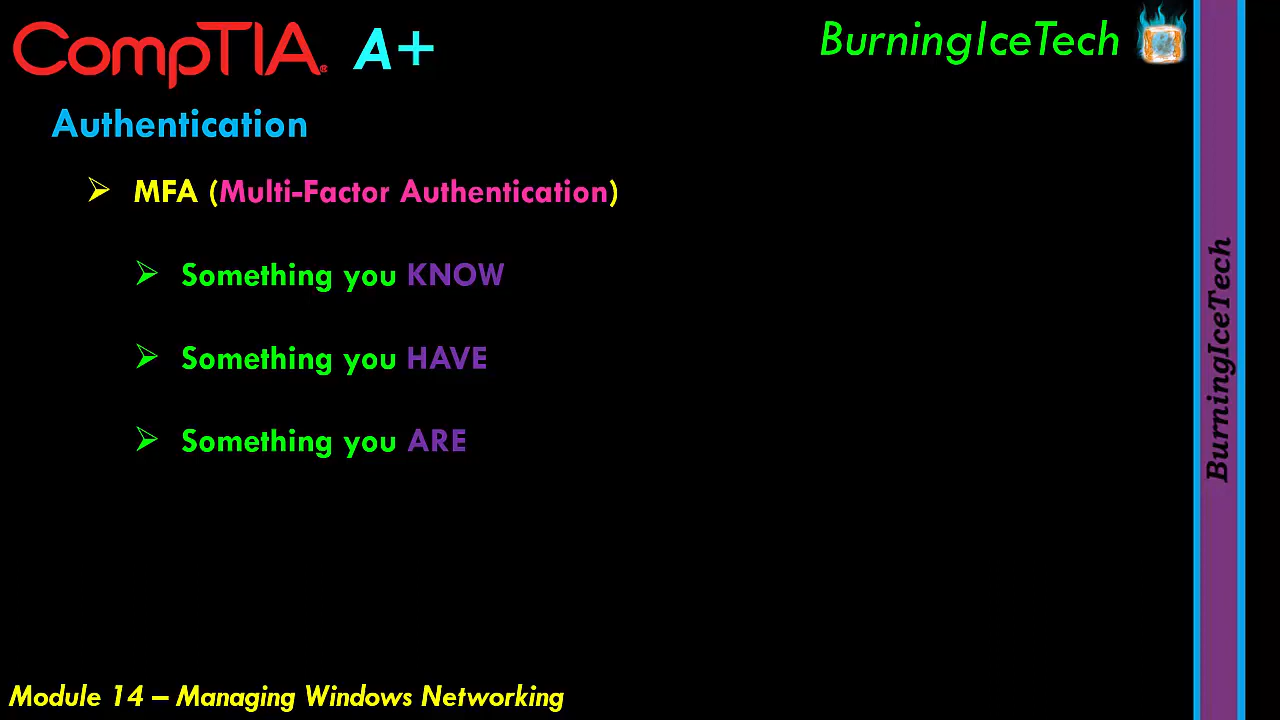 CompTIA® A+
BurningIceTech
Authentication
MFA (Multi-Factor Authentication)
Something you KNOW
Something you HAVE
Something you ARE
Module 14 – Managing Windows Networking
BurningIceTech